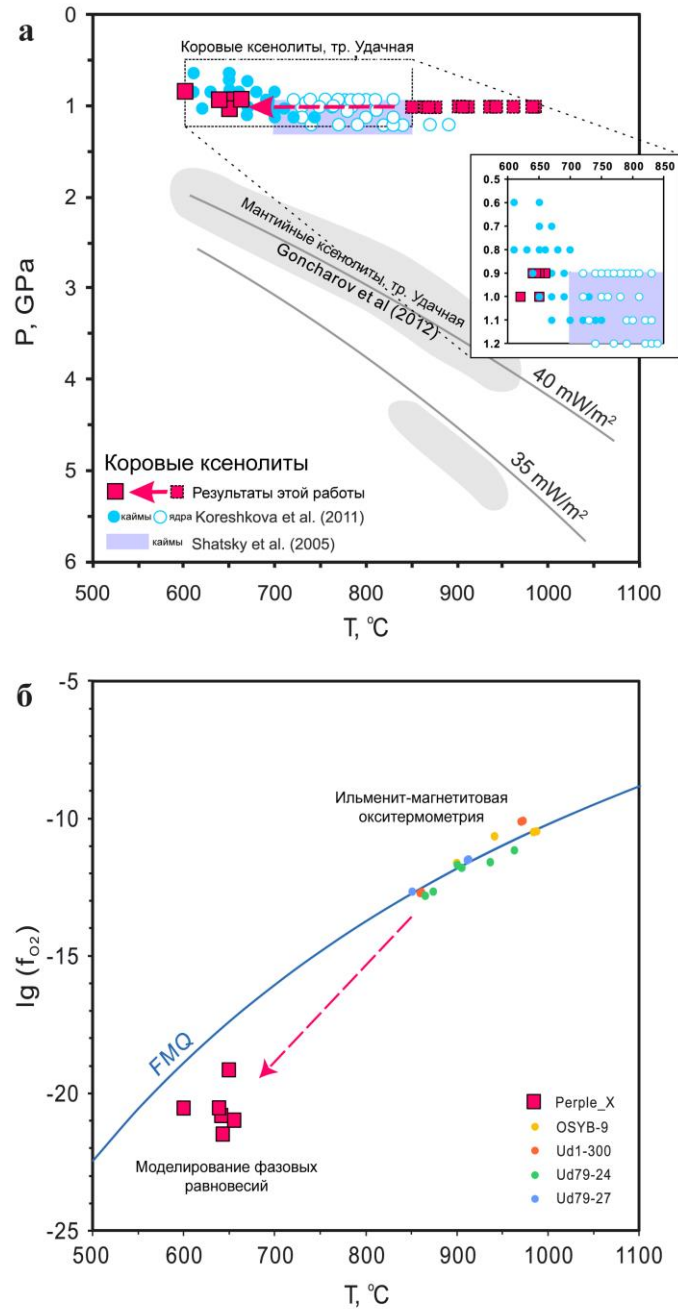 а
0
1
2
3
4
5
6
P, GPa
500
600
700
800
900
1000
1100
T, °C
Коровые ксенолиты, тр. Удачная
Мантийные ксенолиты, тр. Удачная
Goncharov et al (2012)
40 mW/m²
35 mW/m²
600 650 700 750 800 850
0.5
0.6
0.7
0.8
0.9
1.0
1.1
1.2
Коровые ксенолиты
Результаты этой работы
каймы ядра Koreshkova et al. (2011)
каймы Shatsky et al. (2005)
б
-5
-10
-15
-20
-25
lg (fO₂)
500
600
700
800
900
1000
1100
T, °C
Ильменит-магнетитовая
окситермометрия
FMQ
Моделирование фазовых
равновесий
Perple_X
OSYB-9
Ud1-300
Ud79-24
Ud79-27